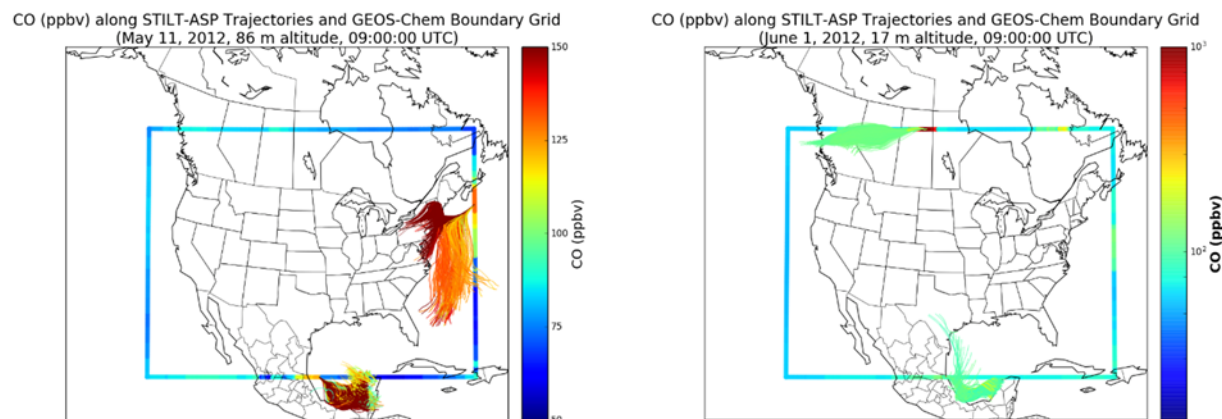 CO (ppbv) along STILT-ASP Trajectories and GEOS-Chem Boundary Grid
(May 11, 2012, 86 m altitude, 09:00:00 UTC)
150
125
100
75
50
CO (ppbv)
CO (ppbv) along STILT-ASP Trajectories and GEOS-Chem Boundary Grid
(June 1, 2012, 17 m altitude, 09:00:00 UTC)
10³
10²
CO (ppbv)